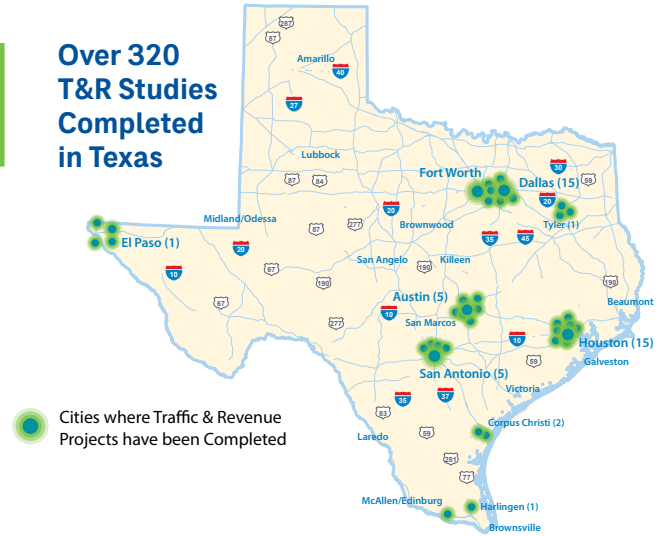 Over 320
T&R Studies
Completed
in Texas
287
87
Amarillo
40
27
Lubbock
87
84
Fort Worth
Dallas (15)
30
59
20
Tyler (1)
Midland/Odessa
20
87
277
Brownwood
35
45
El Paso (1)
20
10
67
San Angelo
190
Killeen
190
190
67
Austin (5)
Beaumont
277
10
San Marcos
10
Houston (15)
Galveston
59
San Antonio (5)
Victoria
35
37
83
Cities where Traffic & Revenue
Projects have been Completed
Laredo
59
Corpus Christi (2)
281
77
McAllen/Edinburg
Harlingen (1)
Brownsville